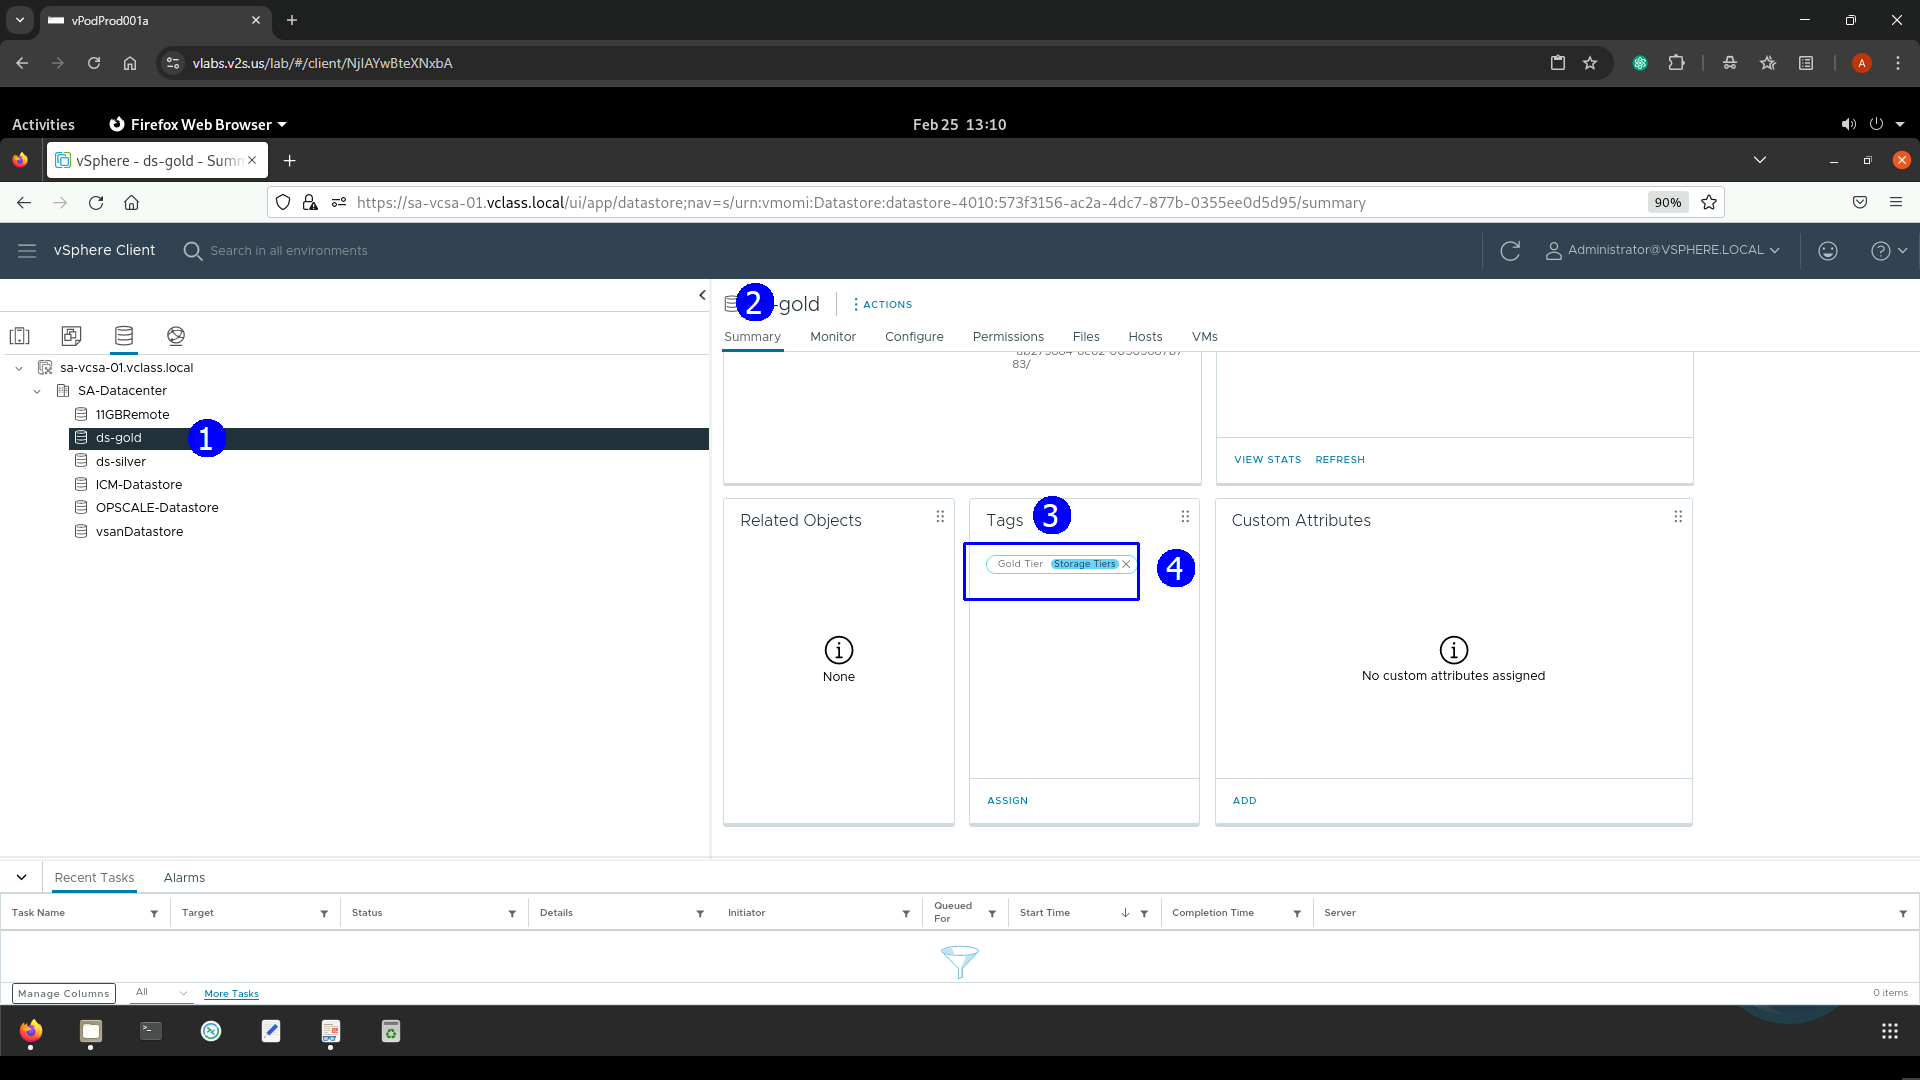 vPodProd001a
vlabs.v2s.us/lab/#/client/NjIAYwBteXNxbA
A
Activities
Firefox Web Browser
Feb 25 13:10
vSphere - ds-gold - Summ
https://sa-vcsa-01.vclass.local/ui/app/datastore;nav=s/urn:vmomi:Datastore:datastore-4010:573f3156-ac2a-4dc7-877b-0355ee0d5d95/summary
90%
vSphere Client
Search in all environments
Administrator@VSPHERE.LOCAL
sa-vcsa-01.vclass.local
SA-Datacenter
11GBRemote
ds-gold
1
ds-silver
ICM-Datastore
OPSCALE-Datastore
vsanDatastore
2
-gold
ACTIONS
Summary Monitor Configure Permissions Files Hosts VMs
83/
VIEW STATS REFRESH
Related Objects
None
Tags
3
Gold Tier Storage Tiers
4
ASSIGN
Custom Attributes
No custom attributes assigned
ADD
Recent Tasks Alarms
Task Name Target Status Details Initiator Queued For Start Time Completion Time Server
Manage Columns All More Tasks 0 items